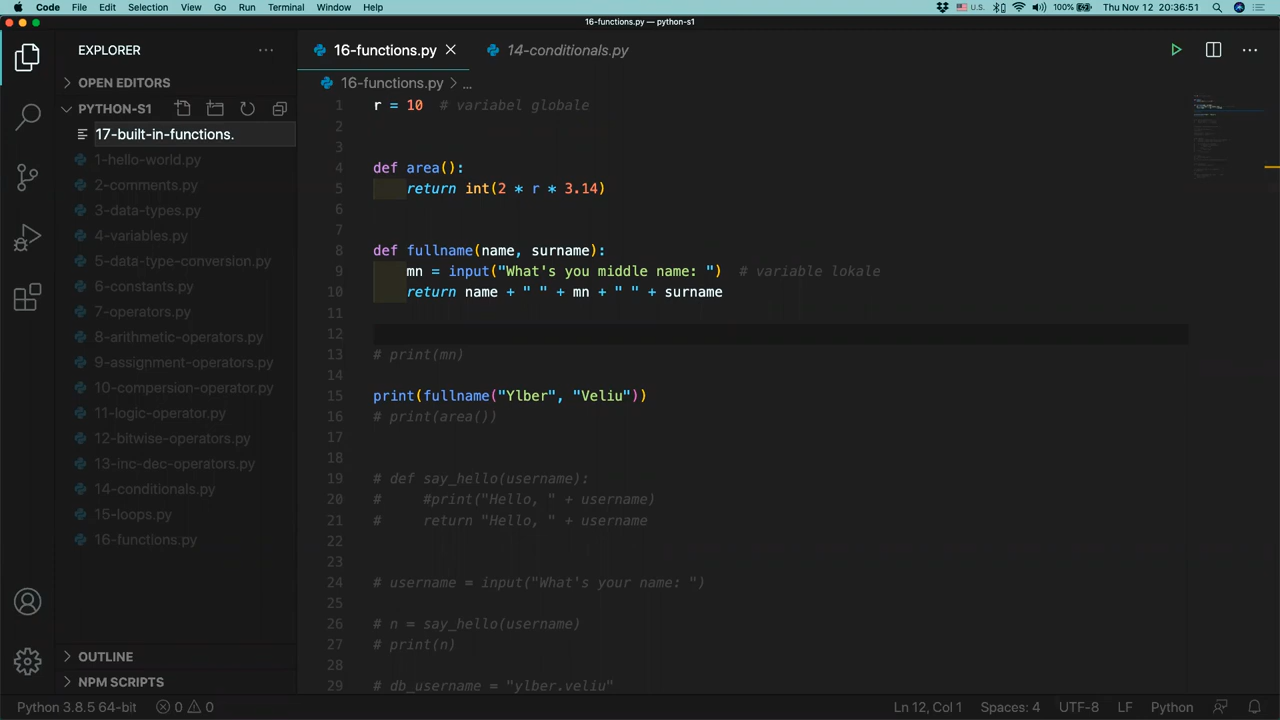 Code File Edit Selection View Go Run Terminal Window Help U.S. 100% Thu Nov 12 20:36:51
16-functions.py — python-s1
EXPLORER
OPEN EDITORS
PYTHON-S1
17-built-in-functions.
1-hello-world.py
2-comments.py
3-data-types.py
4-variables.py
5-data-type-conversion.py
6-constants.py
7-operators.py
8-arithmetic-operators.py
9-assignment-operators.py
10-compersion-operator.py
11-logic-operator.py
12-bitwise-operators.py
13-inc-dec-operators.py
14-conditionals.py
15-loops.py
16-functions.py
OUTLINE
NPM SCRIPTS
16-functions.py 14-conditionals.py
16-functions.py > ...
1 r = 10 # variabel globale
2
3
4 def area():
5 return int(2 * r * 3.14)
6
7
8 def fullname(name, surname):
9 mn = input("What's you middle name: ") # variable lokale
10 return name + " " + mn + " " + surname
11
12
13 # print(mn)
14
15 print(fullname("Ylber", "Veliu"))
16 # print(area())
17
18
19 # def say_hello(username):
20 # #print("Hello, " + username)
21 # return "Hello, " + username
22
23
24 # username = input("What's your name: ")
25
26 # n = say_hello(username)
27 # print(n)
28
29 # db_username = "ylber.veliu"
Python 3.8.5 64-bit 0 0 Ln 12, Col 1 Spaces: 4 UTF-8 LF Python